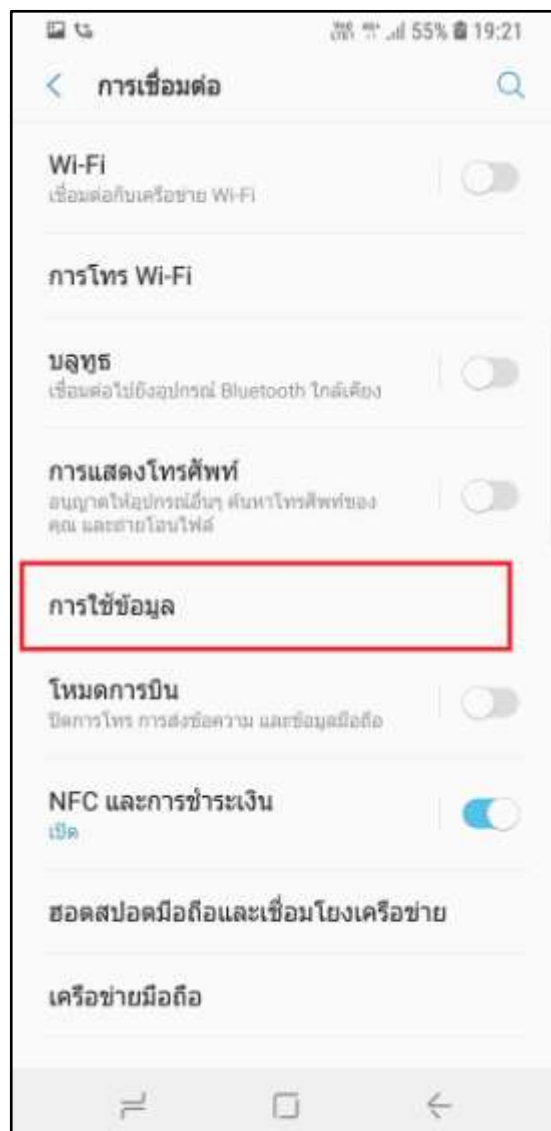 55% 19:21
การเชื่อมต่อ
Wi-Fi
เชื่อมต่อกับเครือข่าย Wi-Fi
การโทร Wi-Fi
บลูทูธ
เชื่อมต่อไปยังอุปกรณ์ Bluetooth ใกล้เคียง
การแสดงโทรศัพท์
อนุญาตให้อุปกรณ์อื่นๆ ค้นหาโทรศัพท์ของ
คุณ และถ่ายโอนไฟล์
การใช้ข้อมูล
โหมดการบิน
ปิดการโทร การส่งข้อความ และข้อมูลมือถือ
NFC และการชำระเงิน
เปิด
ฮอตสปอตมือถือและเชื่อมโยงเครือข่าย
เครือข่ายมือถือ